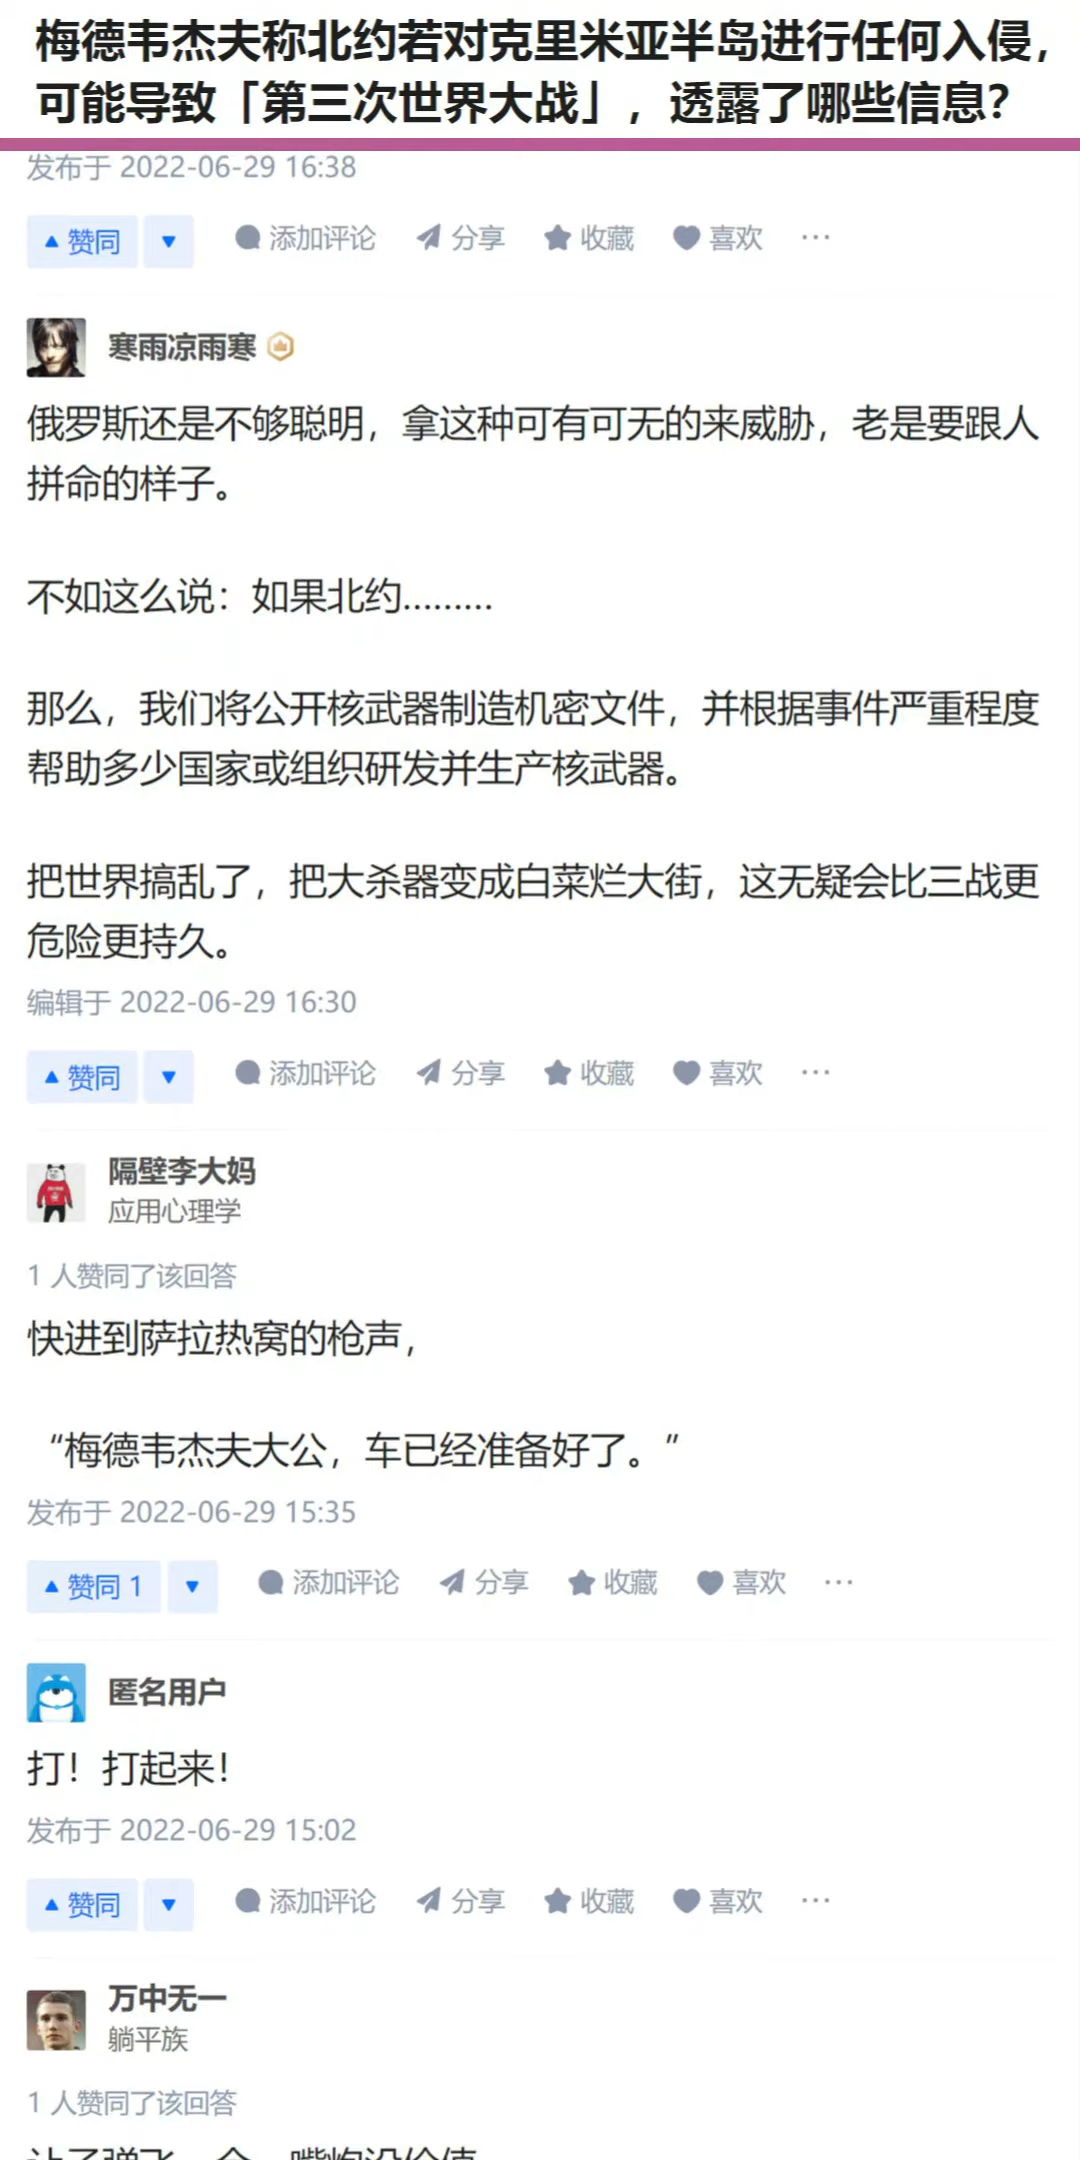 梅德韦杰夫称北约若对克里米亚半岛进行任何入侵，
可能导致「第三次世界大战」，透露了哪些信息？
发布于 2022-06-29 16:38
赞同 添加评论 分享 收藏 喜欢 ···
寒雨凉雨寒
俄罗斯还是不够聪明，拿这种可有可无的来威胁，老是要跟人
拼命的样子。
不如这么说：如果北约.........
那么，我们将公开核武器制造机密文件，并根据事件严重程度
帮助多少国家或组织研发并生产核武器。
把世界搞乱了，把大杀器变成白菜烂大街，这无疑会比三战更
危险更持久。
编辑于 2022-06-29 16:30
赞同 添加评论 分享 收藏 喜欢 ···
隔壁李大妈
应用心理学
1 人赞同了该回答
快进到萨拉热窝的枪声，
“梅德韦杰夫大公，车已经准备好了。”
发布于 2022-06-29 15:35
赞同 1 添加评论 分享 收藏 喜欢 ···
匿名用户
打！打起来！
发布于 2022-06-29 15:02
赞同 添加评论 分享 收藏 喜欢 ···
万中无一
躺平族
1 人赞同了该回答